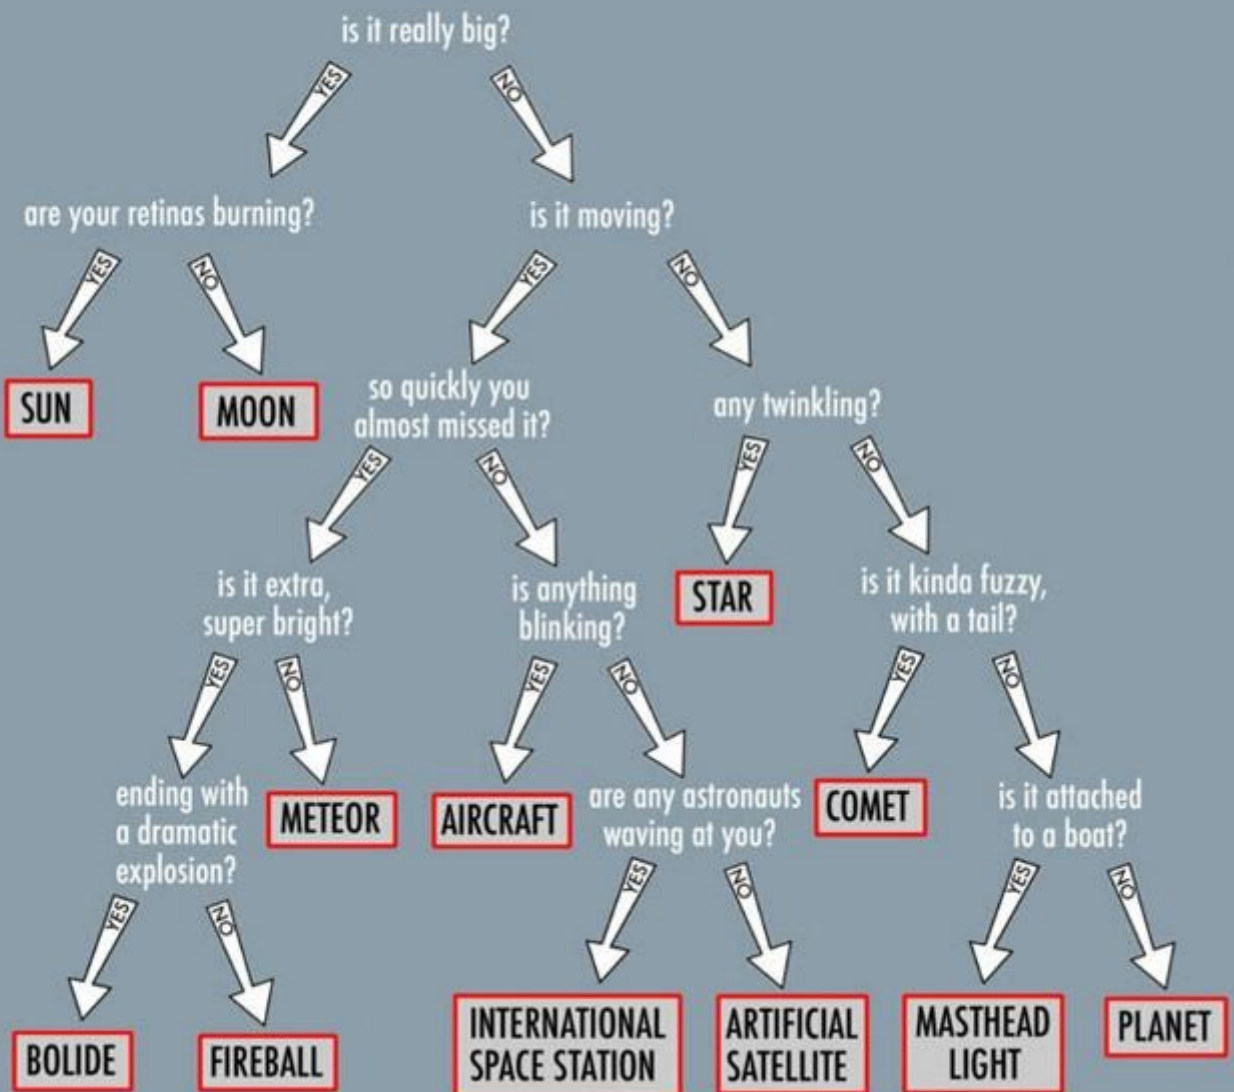 is it really big?
YES
NO
are your retinas burning?
is it moving?
YES
NO
YES
NO
SUN
MOON
so quickly you
almost missed it?
any twinkling?
YES
NO
YES
NO
is it extra,
super bright?
is anything
blinking?
STAR
is it kinda fuzzy,
with a tail?
YES
NO
YES
NO
YES
NO
ending with
a dramatic
explosion?
METEOR
AIRCRAFT
are any astronauts
waving at you?
COMET
is it attached
to a boat?
YES
NO
YES
NO
YES
NO
BOLIDE
FIREBALL
INTERNATIONAL
SPACE STATION
ARTIFICIAL
SATELLITE
MASTHEAD
LIGHT
PLANET